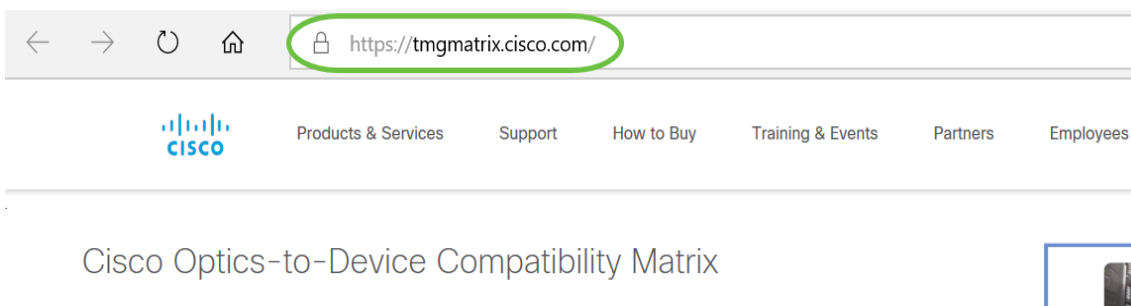 https://tmgmatrix.cisco.com/
CISCO
Products & Services Support How to Buy Training & Events Partners Employees
Cisco Optics-to-Device Compatibility Matrix